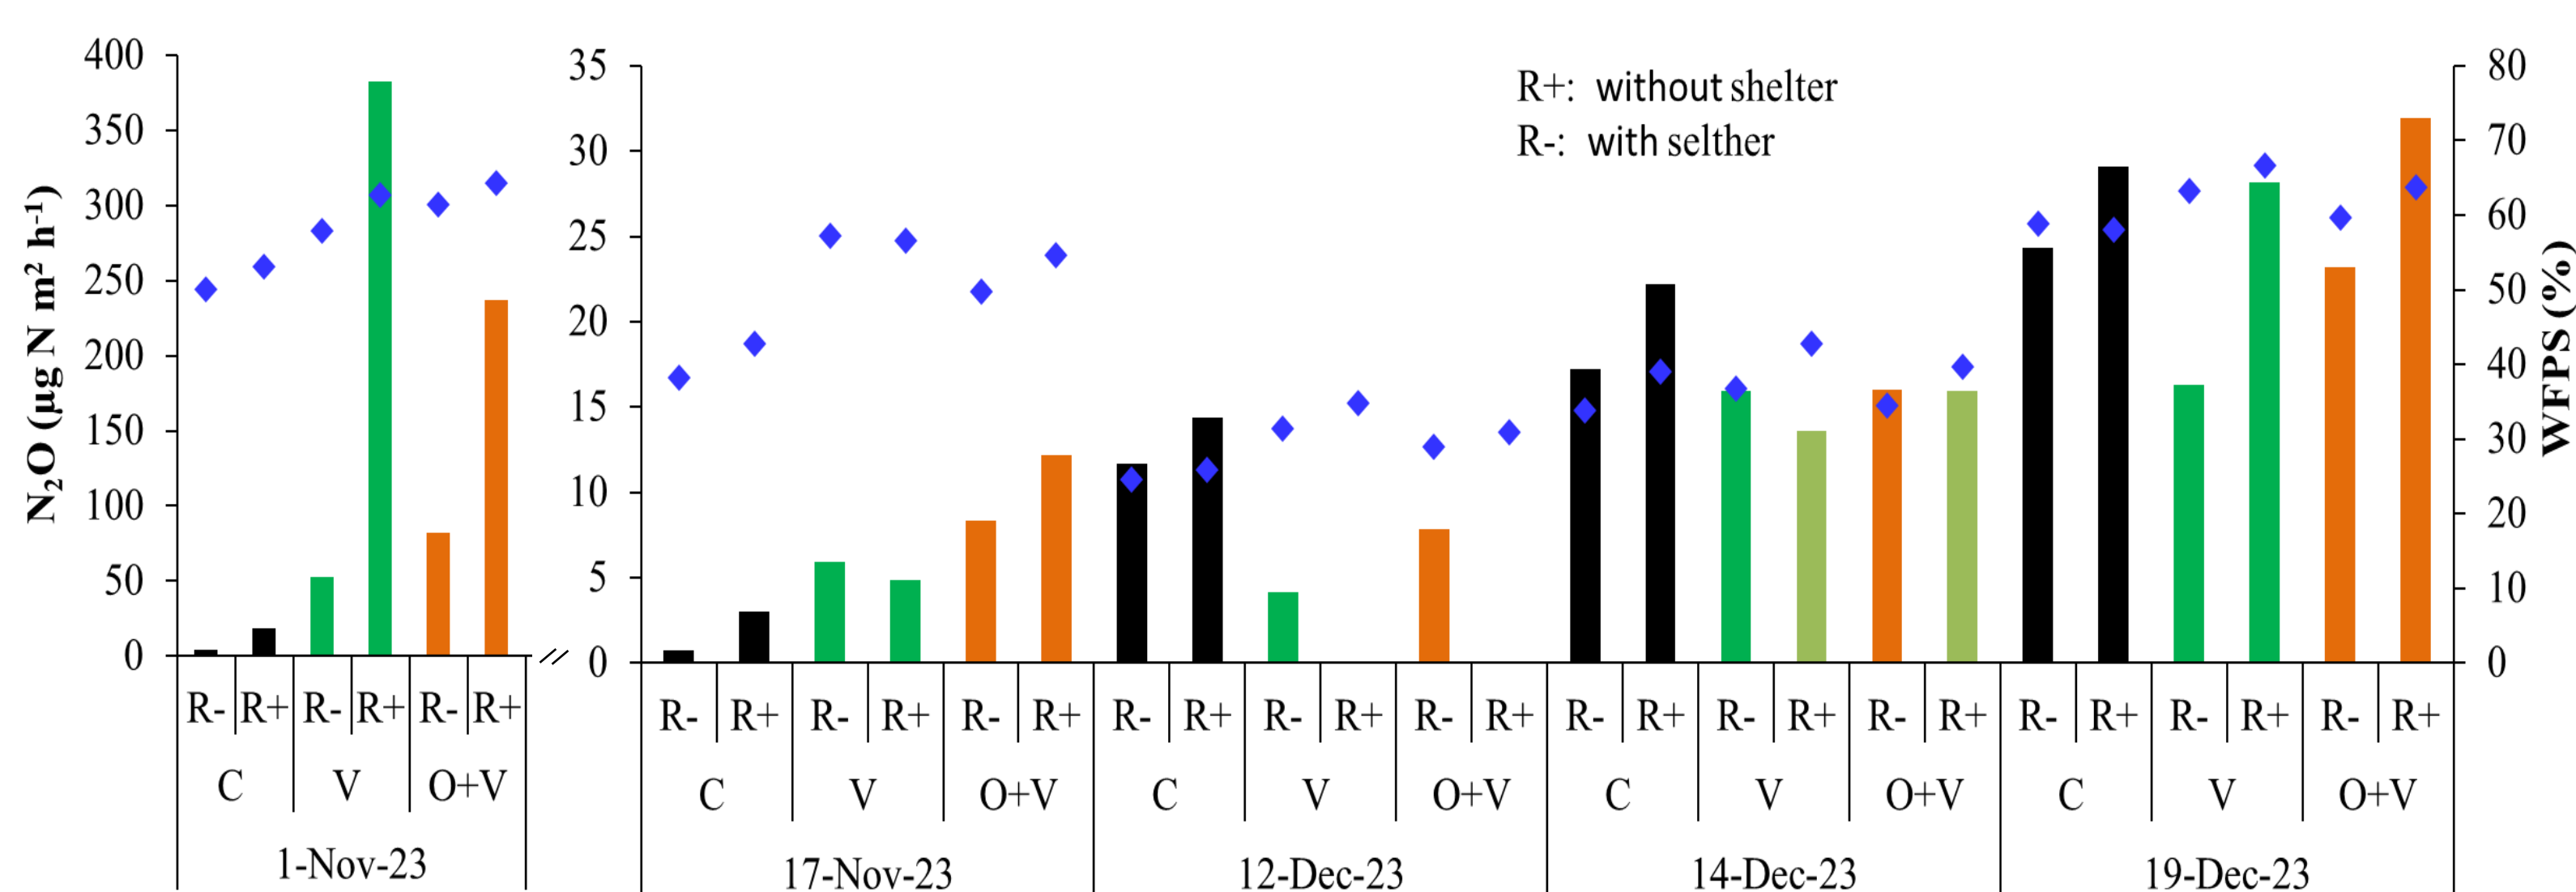 N₂O (µg N m² h⁻¹)
400
350
300
250
200
150
100
50
0
35
30
25
20
15
10
5
0
R+: without shelter
R-: with selther
80
70
60
50
40
30
20
10
0
WFPS (%)
R- R+ R- R+ R- R+
C V O+V
1-Nov-23
R- R+ R- R+ R- R+ R- R+ R- R+ R- R+ R- R+ R- R+ R- R+ R- R+ R- R+ R- R+
C V O+V C V O+V C V O+V C V O+V
17-Nov-23 12-Dec-23 14-Dec-23 19-Dec-23